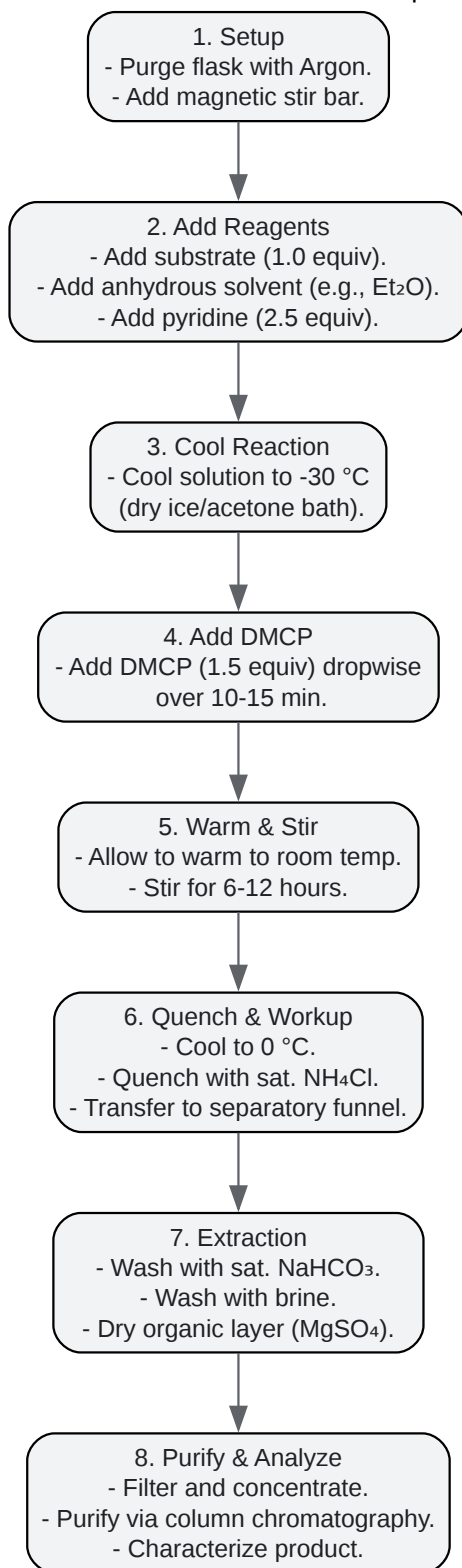 1. Setup
- Purge flask with Argon.
- Add magnetic stir bar.
2. Add Reagents
- Add substrate (1.0 equiv).
- Add anhydrous solvent (e.g., Et₂O).
- Add pyridine (2.5 equiv).
3. Cool Reaction
- Cool solution to -30 °C
(dry ice/acetone bath).
4. Add DMCP
- Add DMCP (1.5 equiv) dropwise
over 10-15 min.
5. Warm & Stir
- Allow to warm to room temp.
- Stir for 6-12 hours.
6. Quench & Workup
- Cool to 0 °C.
- Quench with sat. NH₄Cl.
- Transfer to separatory funnel.
7. Extraction
- Wash with sat. NaHCO₃.
- Wash with brine.
- Dry organic layer (MgSO₄).
8. Purify & Analyze
- Filter and concentrate.
- Purify via column chromatography.
- Characterize product.